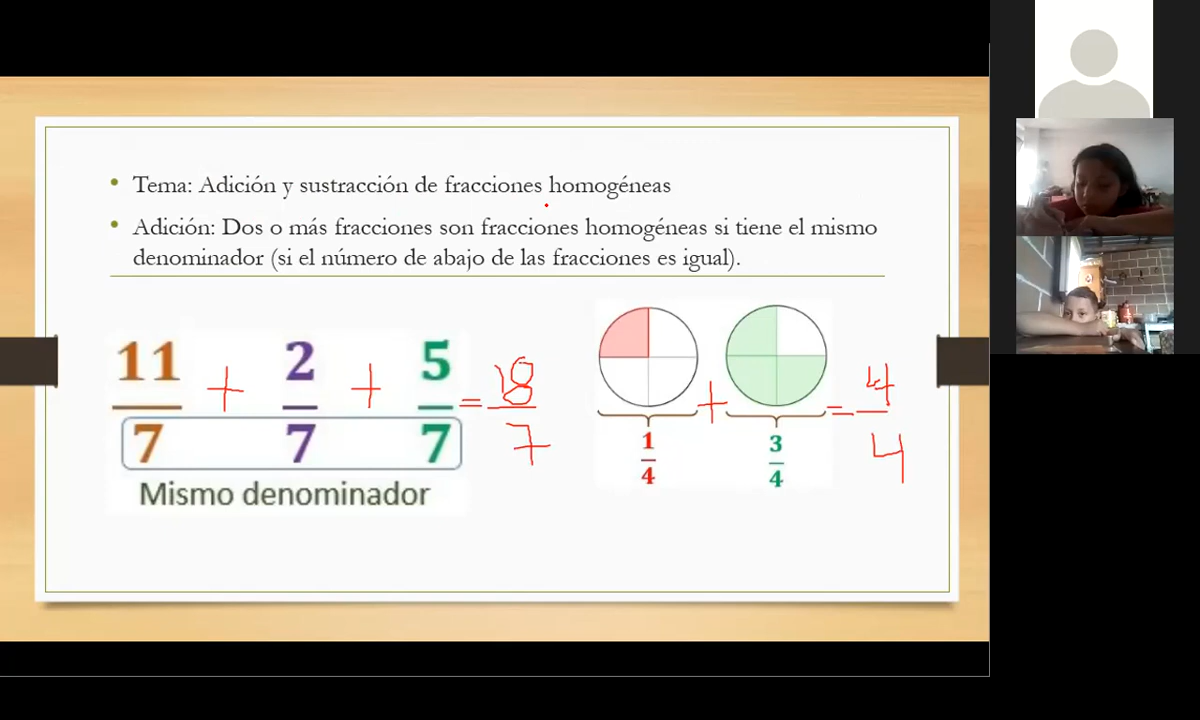 • Tema: Adición y sustracción de fracciones homogéneas
• Adición: Dos o más fracciones son fracciones homogéneas si tiene el mismo
denominador (si el número de abajo de las fracciones es igual).
11/7 + 2/7 + 5/7 = 18/7
Mismo denominador
1/4 + 3/4 = 4/4